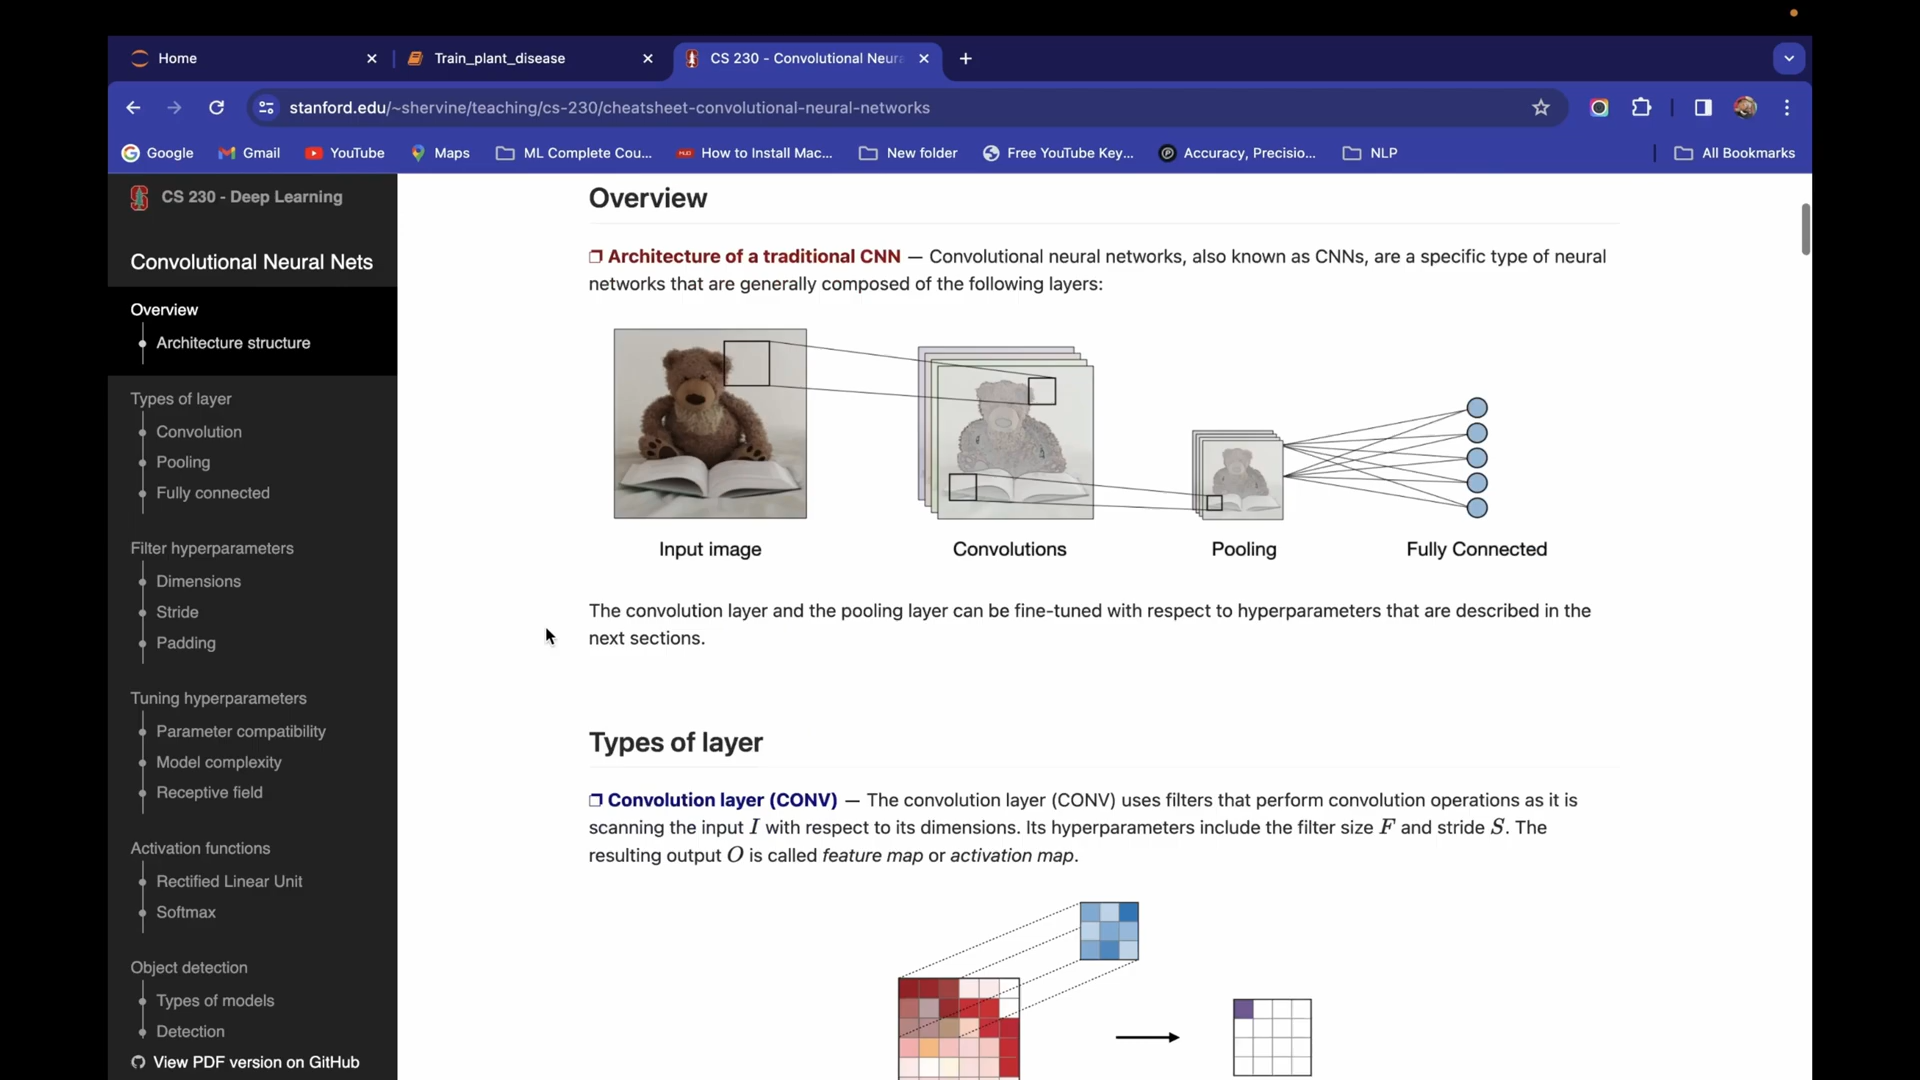 Home
Train_plant_disease
CS 230 - Convolutional Neura
stanford.edu/~shervine/teaching/cs-230/cheatsheet-convolutional-neural-networks
Google
Gmail
YouTube
Maps
ML Complete Cou...
How to Install Mac...
New folder
Free YouTube Key...
Accuracy, Precisio...
NLP
All Bookmarks
CS 230 - Deep Learning
Convolutional Neural Nets
Overview
Architecture structure
Types of layer
Convolution
Pooling
Fully connected
Filter hyperparameters
Dimensions
Stride
Padding
Tuning hyperparameters
Parameter compatibility
Model complexity
Receptive field
Activation functions
Rectified Linear Unit
Softmax
Object detection
Types of models
Detection
View PDF version on GitHub
Overview
Architecture of a traditional CNN — Convolutional neural networks, also known as CNNs, are a specific type of neural
networks that are generally composed of the following layers:
Input image
Convolutions
Pooling
Fully Connected
The convolution layer and the pooling layer can be fine-tuned with respect to hyperparameters that are described in the
next sections.
Types of layer
Convolution layer (CONV) — The convolution layer (CONV) uses filters that perform convolution operations as it is
scanning the input I with respect to its dimensions. Its hyperparameters include the filter size F and stride S. The
resulting output O is called feature map or activation map.